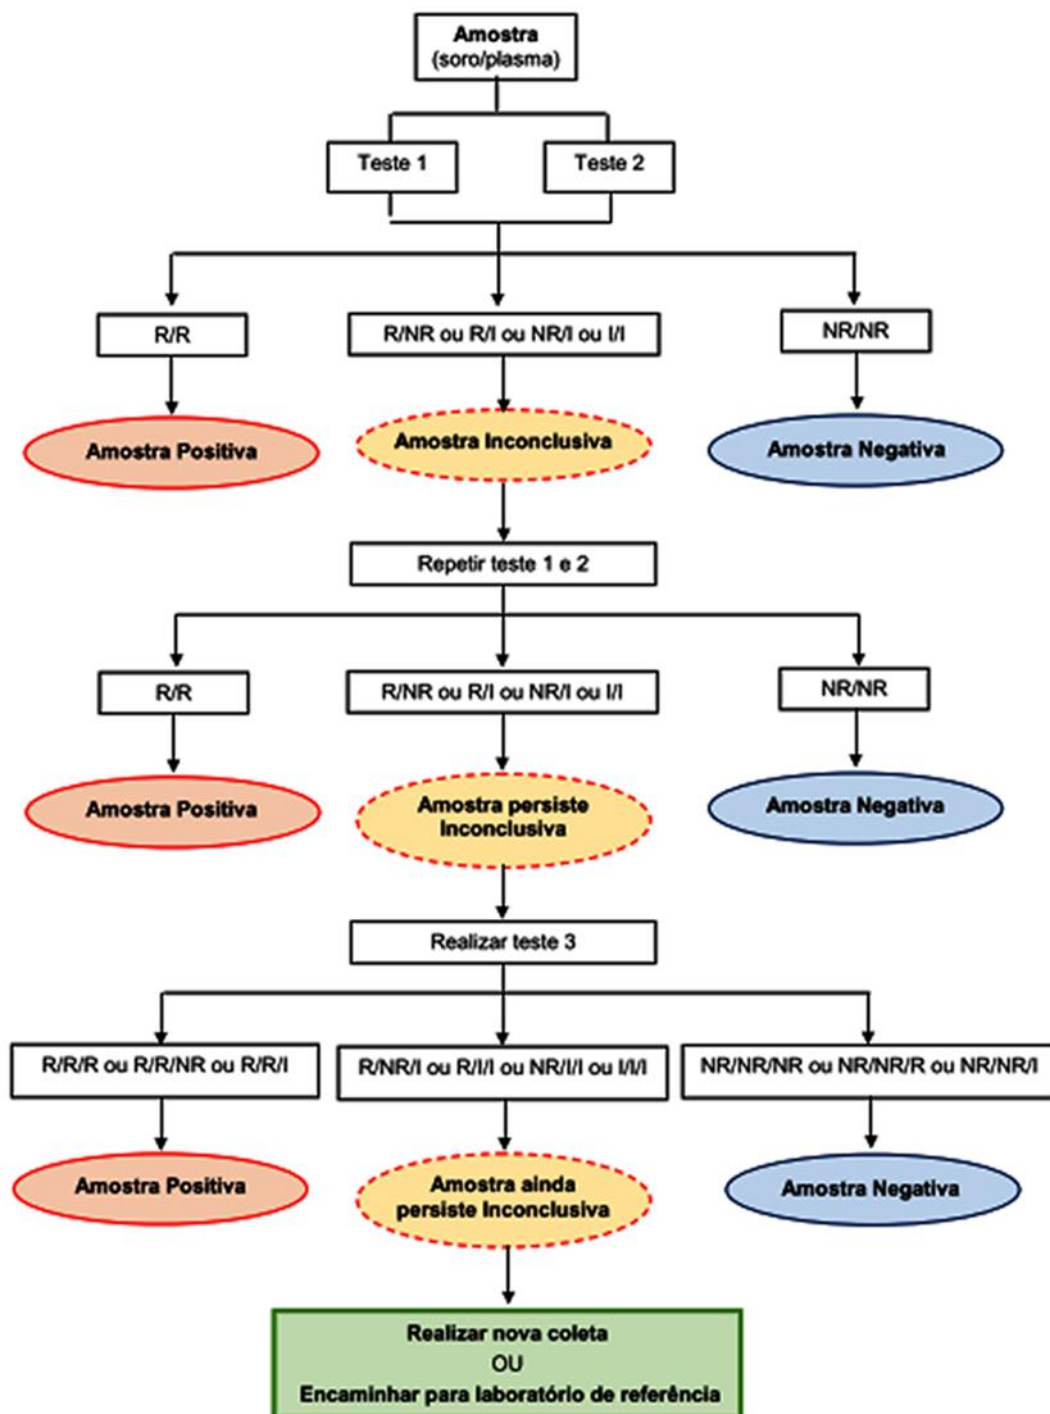 Amostra
(soro/plasma)
Teste 1
Teste 2
R/R
R/NR ou R/I ou NR/I ou I/I
NR/NR
Amostra Positiva
Amostra Inconclusiva
Amostra Negativa
Repetir teste 1 e 2
R/R
R/NR ou R/I ou NR/I ou I/I
NR/NR
Amostra Positiva
Amostra persiste
Inconclusiva
Amostra Negativa
Realizar teste 3
R/R/R ou R/R/NR ou R/R/I
R/NR/I ou R/I/I ou NR/I/I ou I/I/I
NR/NR/NR ou NR/NR/R ou NR/NR/I
Amostra Positiva
Amostra ainda
persiste Inconclusiva
Amostra Negativa
Realizar nova coleta
OU
Encaminhar para laboratório de referência